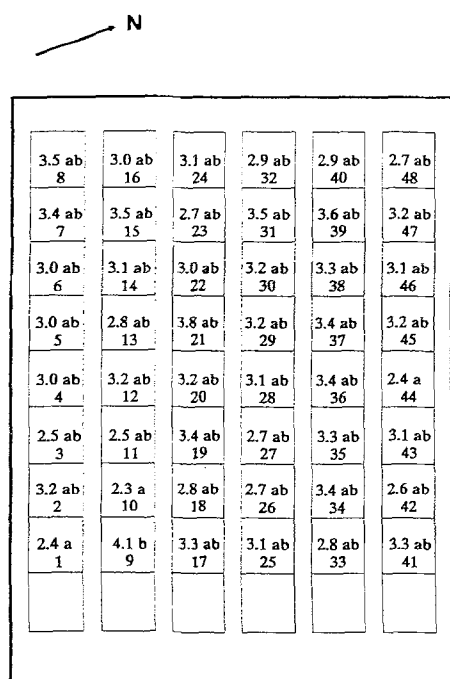 N
3.5 ab 3.0 ab 3.1 ab 2.9 ab 2.9 ab 2.7 ab
8 16 24 32 40 48
3.4 ab 3.5 ab 2.7 ab 3.5 ab 3.6 ab 3.2 ab
7 15 23 31 39 47
3.0 ab 3.1 ab 3.0 ab 3.2 ab 3.3 ab 3.1 ab
6 14 22 30 38 46
3.0 ab 2.8 ab 3.8 ab 3.2 ab 3.4 ab 3.2 ab
5 13 21 29 37 45
3.0 ab 3.2 ab 3.2 ab 3.1 ab 3.4 ab 2.4 a
4 12 20 28 36 44
2.5 ab 2.5 ab 3.4 ab 2.7 ab 3.3 ab 3.1 ab
3 11 19 27 35 43
3.2 ab 2.3 a 2.8 ab 2.7 ab 3.4 ab 2.6 ab
2 10 18 26 34 42
2.4 a 4.1 b 3.3 ab 3.1 ab 2.8 ab 3.3 ab
1 9 17 25 33 41